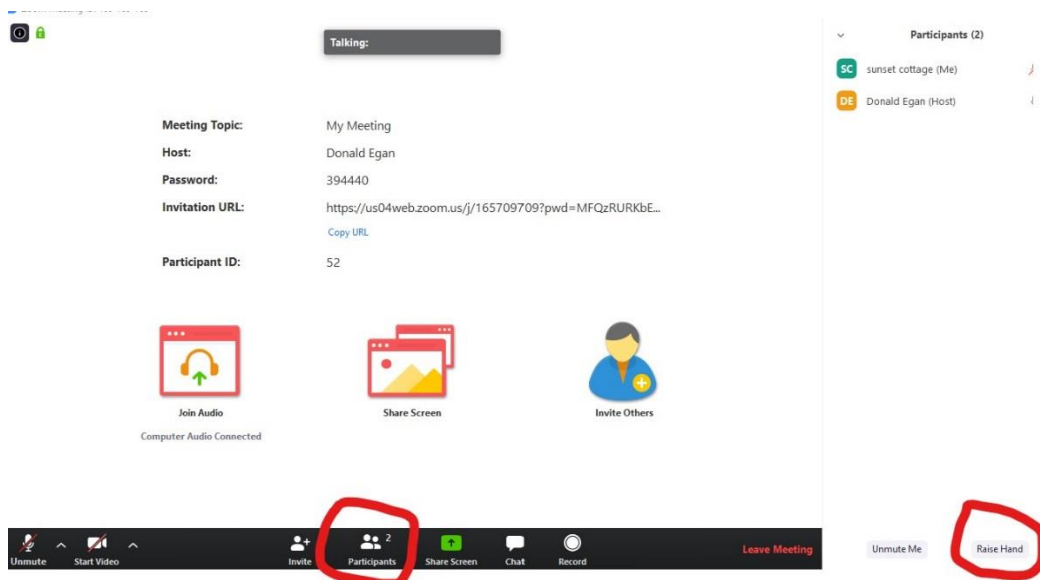 Talking:
Participants (2)
SC sunset cottage (Me)
DE Donald Egan (Host)
Meeting Topic: My Meeting
Host: Donald Egan
Password: 394440
Invitation URL: https://us04web.zoom.us/j/165709709?pwd=MFQzRURKbE...
Copy URL
Participant ID: 52
Join Audio Share Screen Invite Others
Computer Audio Connected
2
Unmute Start Video Invite Participants Share Screen Chat Record Leave Meeting
Unmute Me Raise Hand